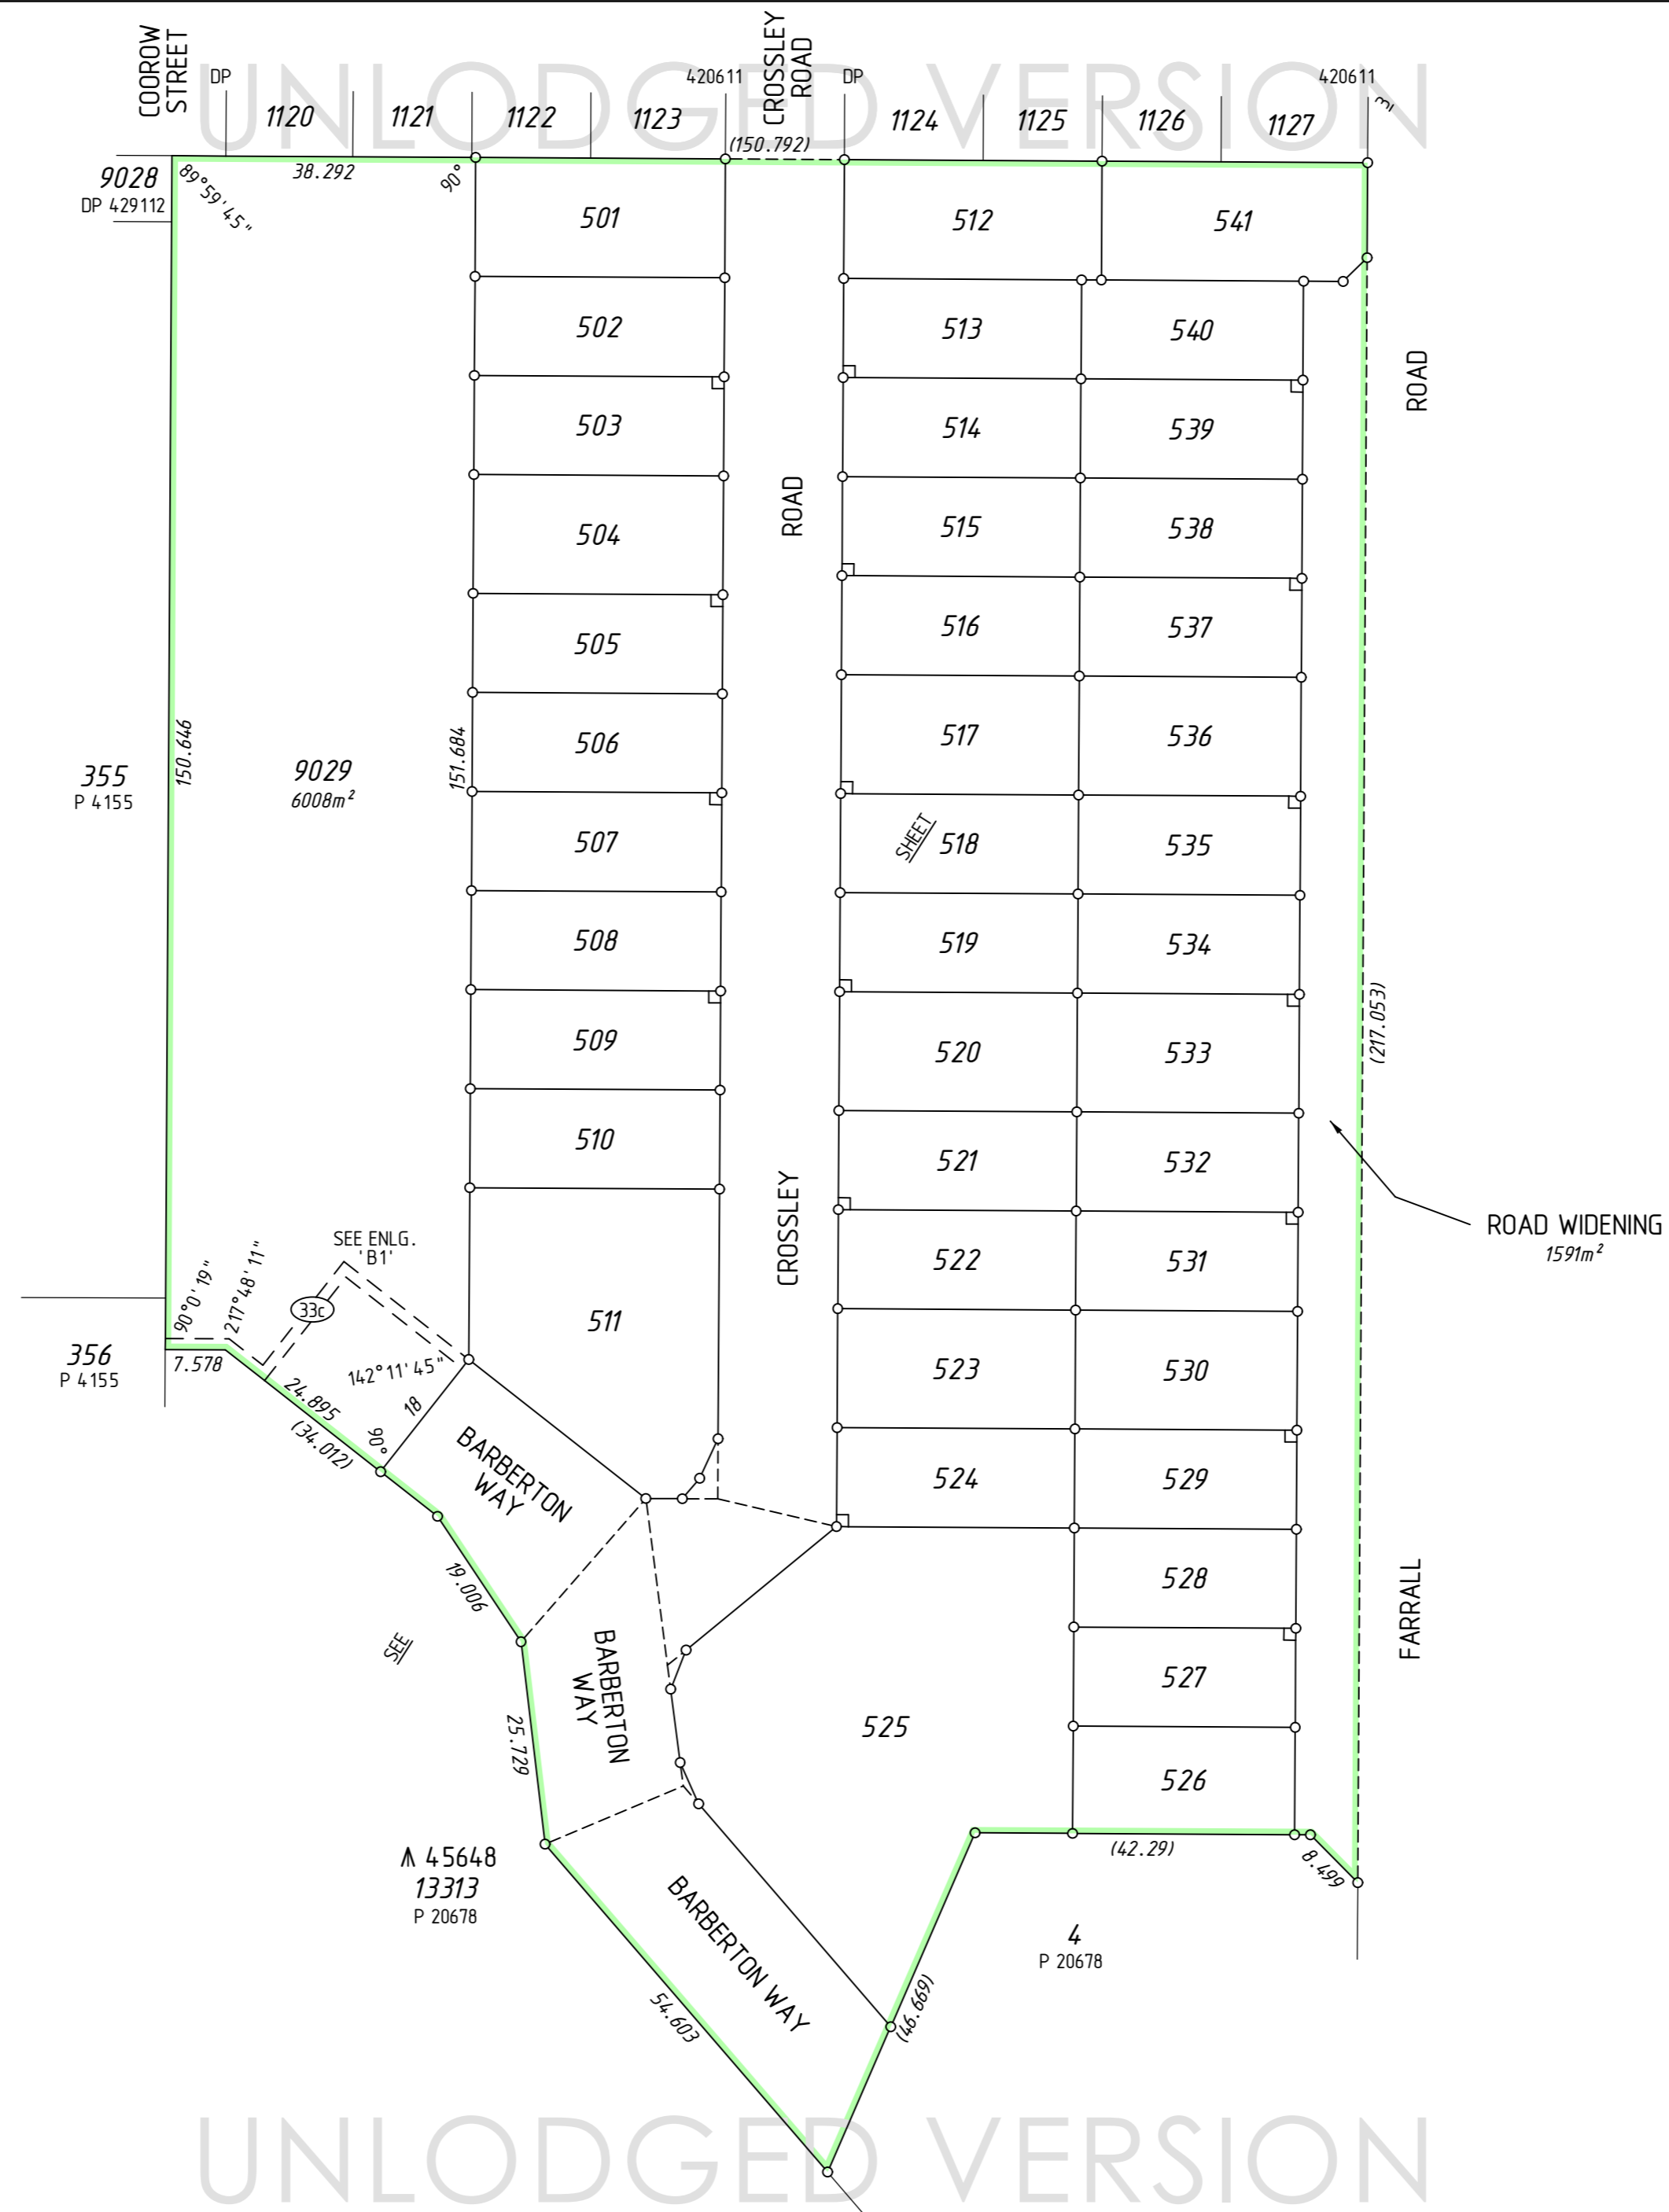 UNLODGED VERSION
COOROW
STREET
CROSSLEY
ROAD
DP
420611
DP
420611
3
1120
1121
1122
1123
1124
1125
1126
1127
(150.792)
9028
DP 429112
89°59'45"
38.292
90°
501
512
541
502
513
540
ROAD
503
514
539
504
ROAD
515
538
505
516
537
506
517
536
150.646
151.684
355
P 4155
9029
6008m²
507
SHEET
518
535
508
519
534
509
520
533
(217.053)
510
521
532
CROSSLEY
ROAD WIDENING
1591m²
SEE ENLG.
'B1'
90°0'19"
217°48'11"
33c
511
522
531
356
P 4155
7.578
142°11'45"
523
530
24.895
(34.012)
18
90°
BARBERTON
WAY
524
529
19.006
528
FARRALL
SEE
BARBERTON
WAY
25.729
525
527
526
(42.29)
8.499
45648
13313
P 20678
BARBERTON WAY
4
P 20678
54.603
(46.669)
UNLODGED VERSION